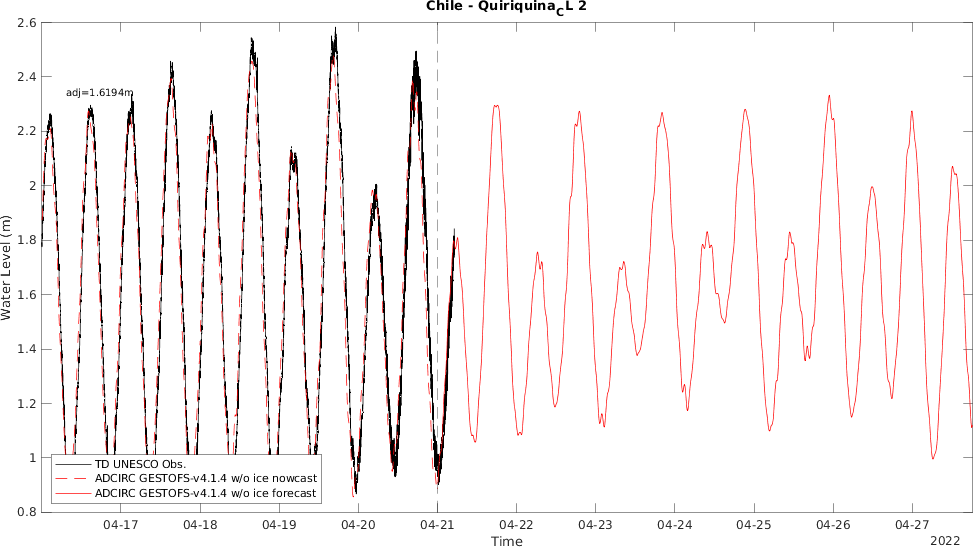 Chile - Quiriquina_CL 2
2.6
2.4
2.2
2
1.8
1.6
1.4
1.2
1
0.8
Water Level (m)
adj=1.6194m
TD UNESCO Obs.
ADCIRC GESTOFS-v4.1.4 w/o ice nowcast
ADCIRC GESTOFS-v4.1.4 w/o ice forecast
04-17 04-18 04-19 04-20 04-21 04-22 04-23 04-24 04-25 04-26 04-27
Time
2022